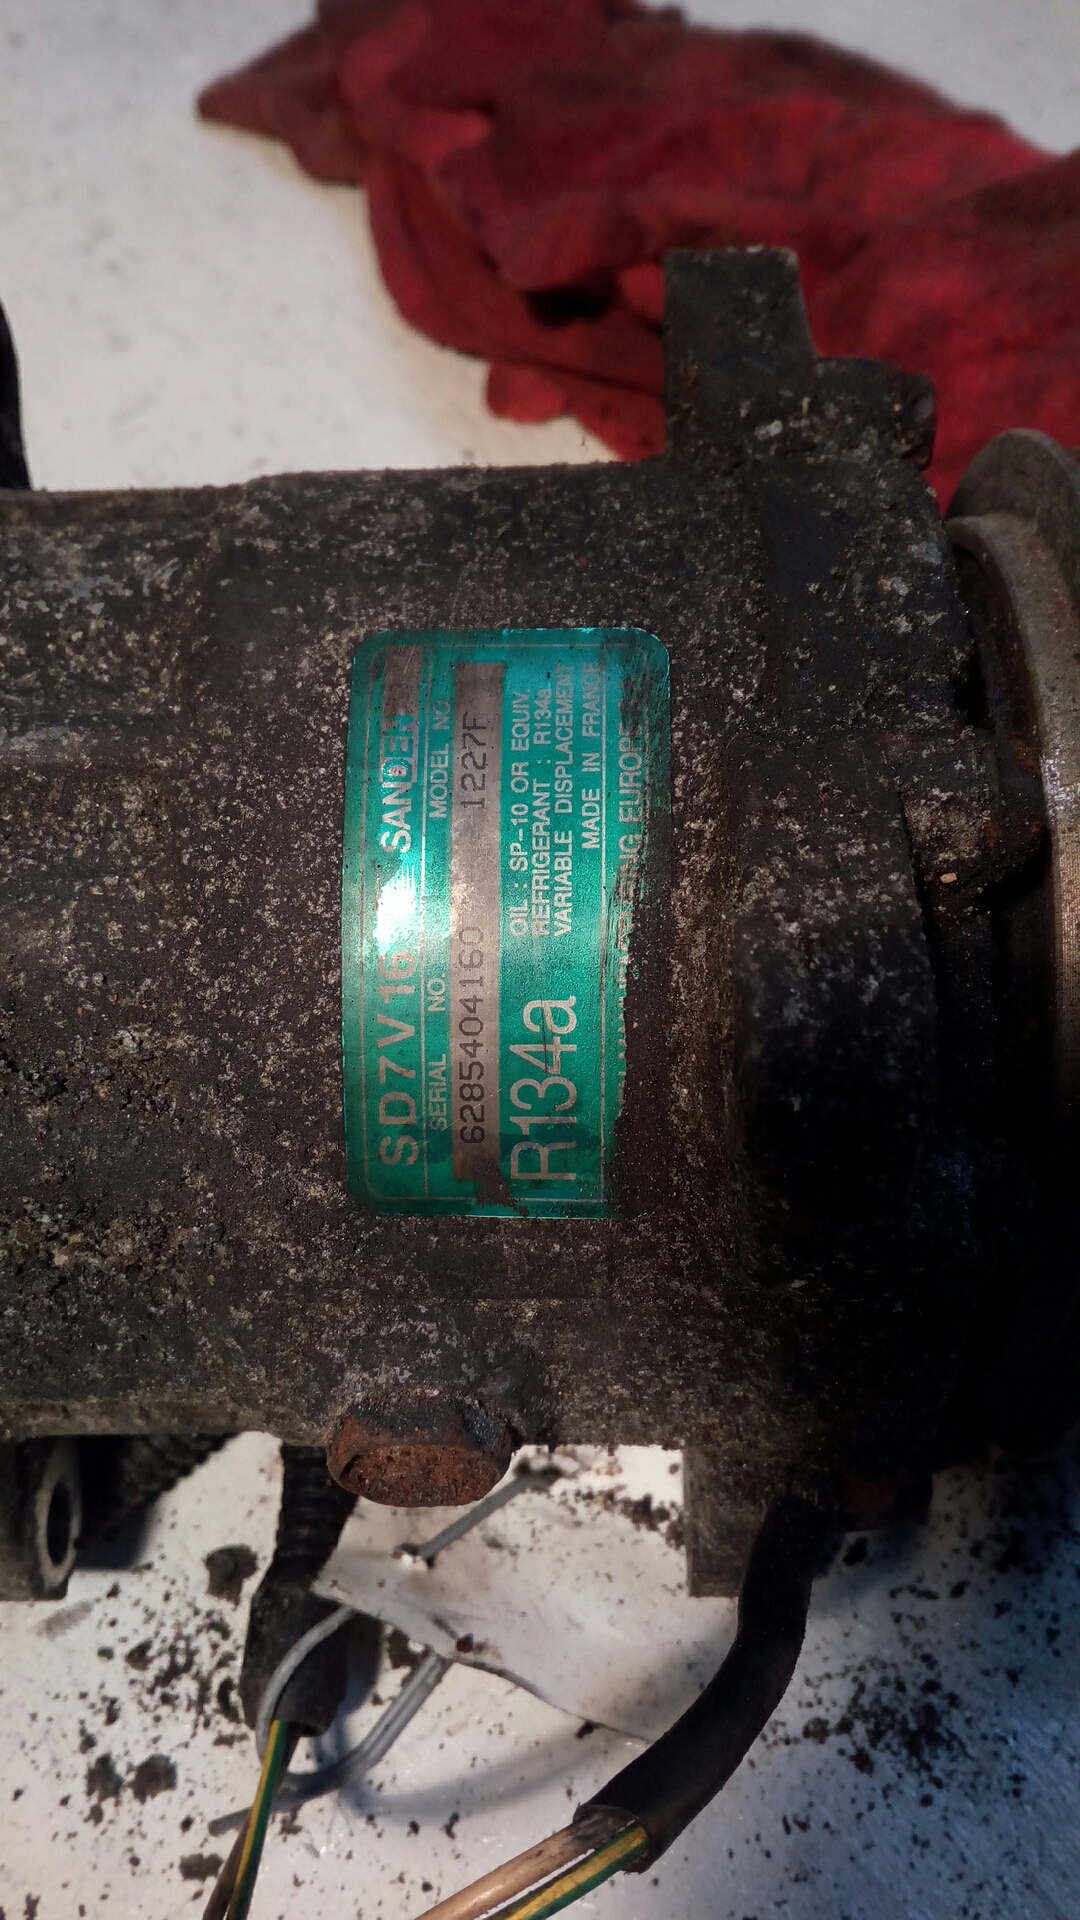 SD7V16 SANDEN
SERIAL NO. MODEL NO.
6285404160 1227F
R134a
OIL : SP-10 OR EQUIV.
REFRIGERANT : R134a
VARIABLE DISPLACEMENT
MADE IN FRANCE
EUROPE